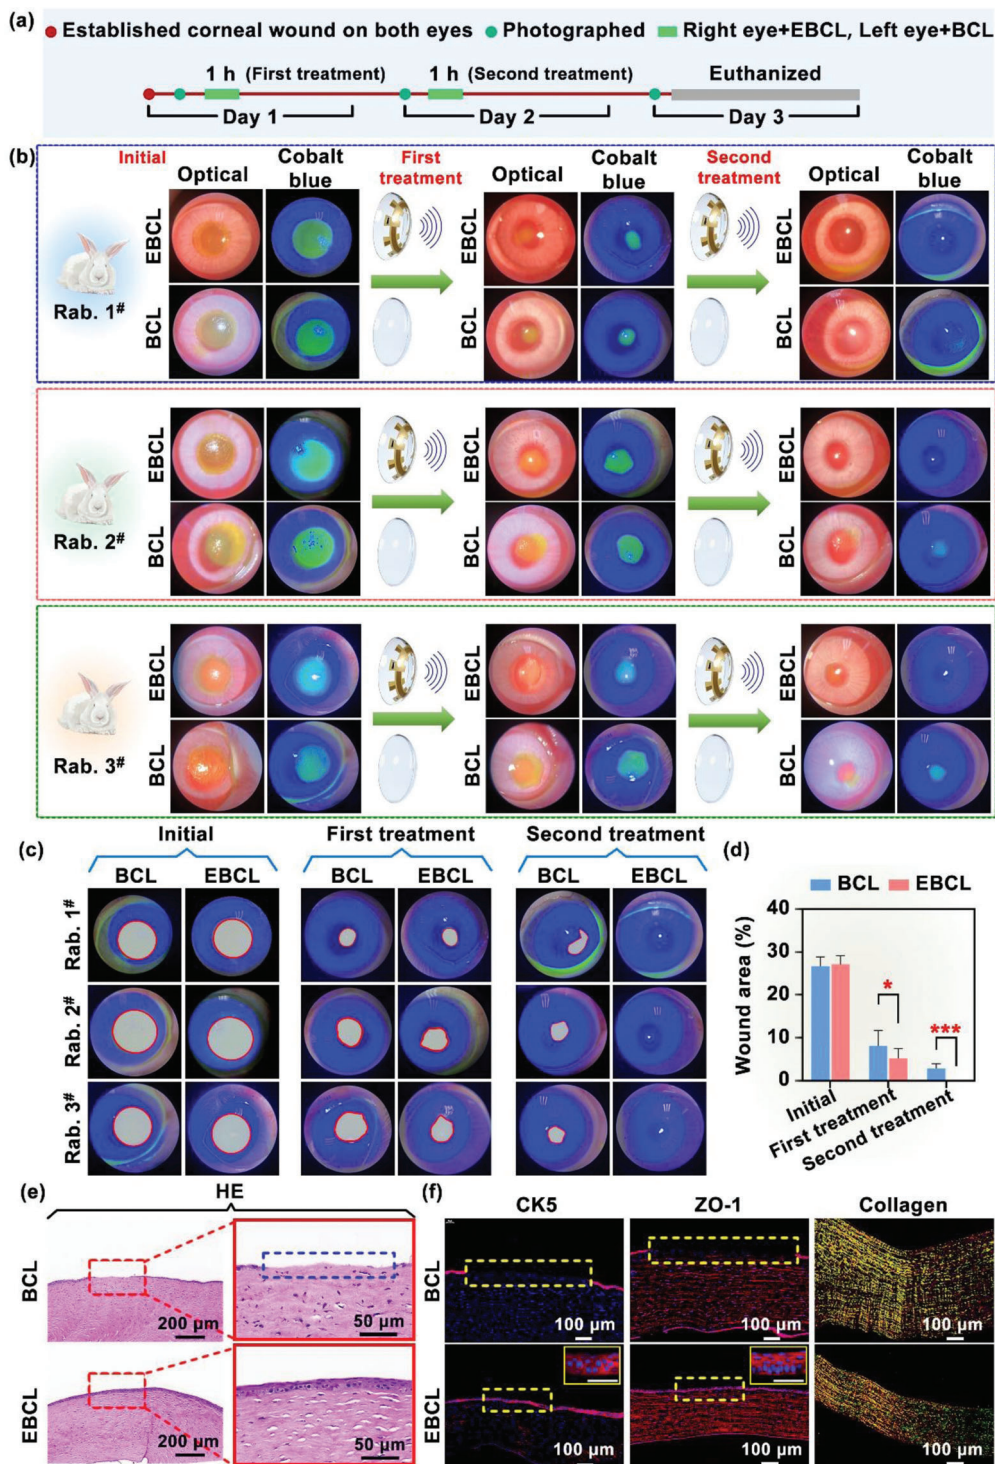 (a)
Established corneal wound on both eyes Photographed Right eye+EBCL, Left eye+BCL
1 h (First treatment) 1 h (Second treatment) Euthanized
Day 1 Day 2 Day 3
(b)
Initial First treatment Second treatment
Optical Cobalt blue Optical Cobalt blue Optical Cobalt blue
EBCL EBCL EBCL
Rab. 1#
BCL BCL BCL
EBCL EBCL EBCL
Rab. 2#
BCL BCL BCL
EBCL EBCL EBCL
Rab. 3#
BCL BCL BCL
(c)
Initial First treatment Second treatment
BCL EBCL BCL EBCL BCL EBCL
Rab. 1#
Rab. 2#
Rab. 3#
(d)
BCL EBCL
Wound area (%)
40
30
20
10
0
*
***
Initial
First treatment
Second treatment
(e)
HE
BCL
200 μm 50 μm
EBCL
200 μm 50 μm
(f)
CK5 ZO-1 Collagen
BCL
100 μm 100 μm 100 μm
EBCL
100 μm 100 μm 100 μm